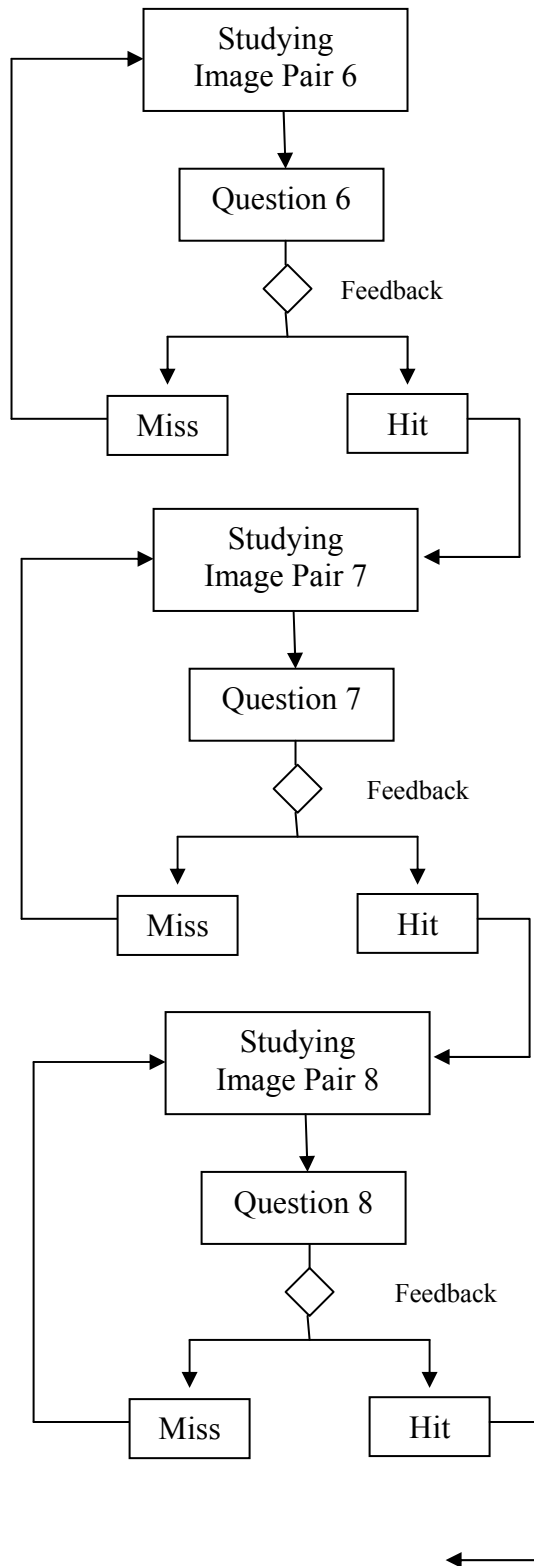 Studying
Image Pair 6
Question 6
Feedback
Miss
Hit
Studying
Image Pair 7
Question 7
Feedback
Miss
Hit
Studying
Image Pair 8
Question 8
Feedback
Miss
Hit